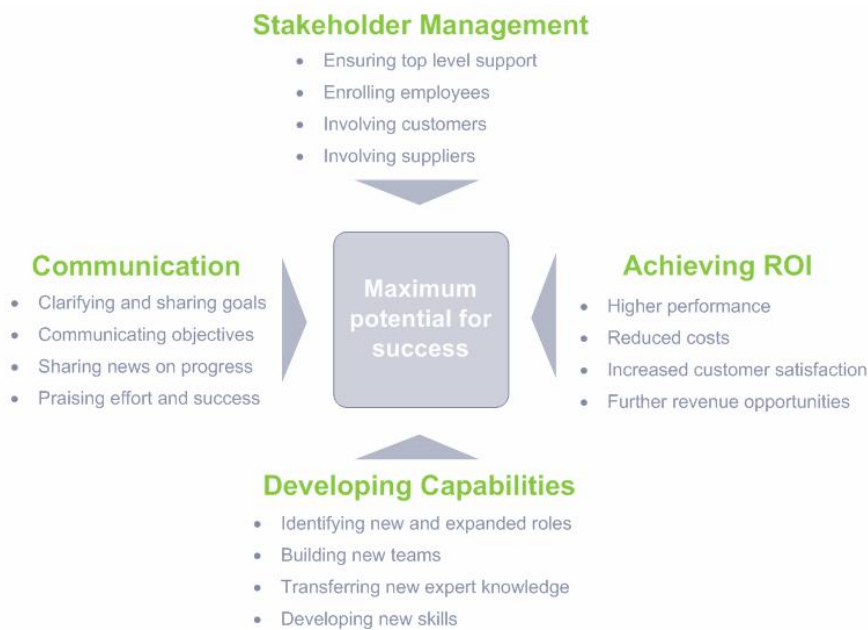 Stakeholder Management
• Ensuring top level support
• Enrolling employees
• Involving customers
• Involving suppliers
Communication
• Clarifying and sharing goals
• Communicating objectives
• Sharing news on progress
• Praising effort and success
Maximum
potential for
success
Achieving ROI
• Higher performance
• Reduced costs
• Increased customer satisfaction
• Further revenue opportunities
Developing Capabilities
• Identifying new and expanded roles
• Building new teams
• Transferring new expert knowledge
• Developing new skills